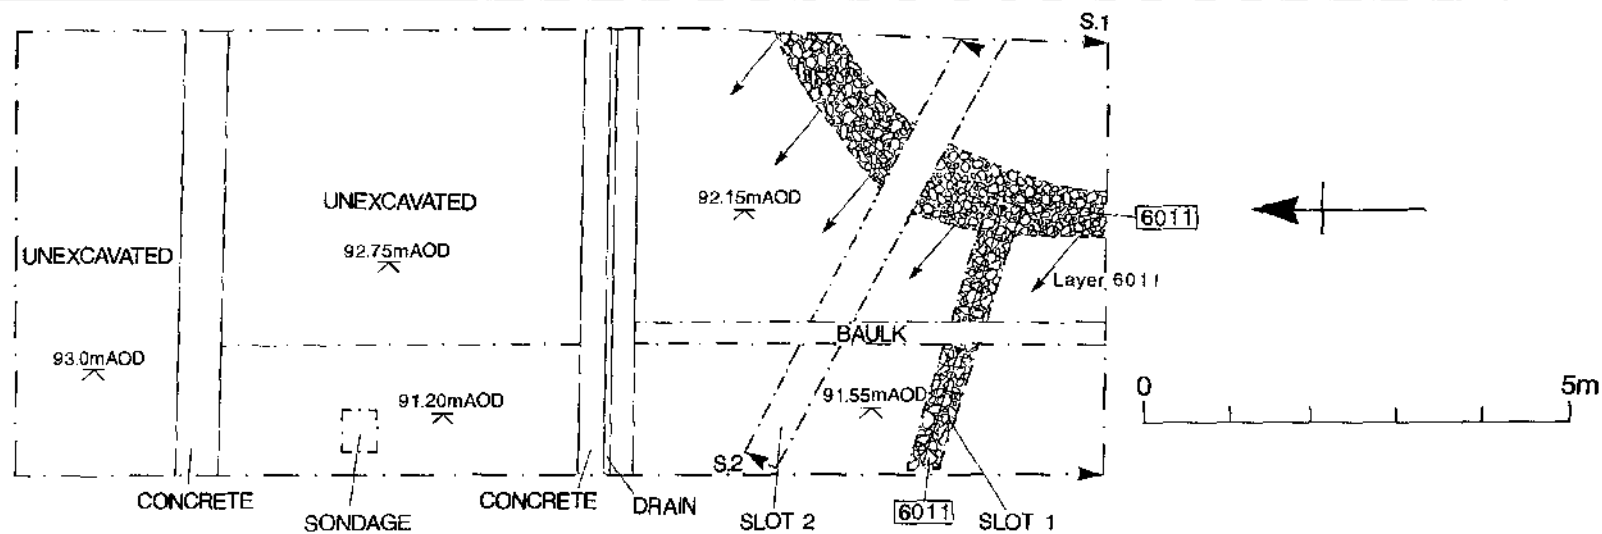 S.1
92.15mAOD
UNEXCAVATED
6011
92.75mAOD
UNEXCAVATED
Layer 6011
BAULK
93.0mAOD
0 5m
91.55mAOD
91.20mAOD
S.2
CONCRETE
SONDAGE
CONCRETE
DRAIN
SLOT 2
6011
SLOT 1